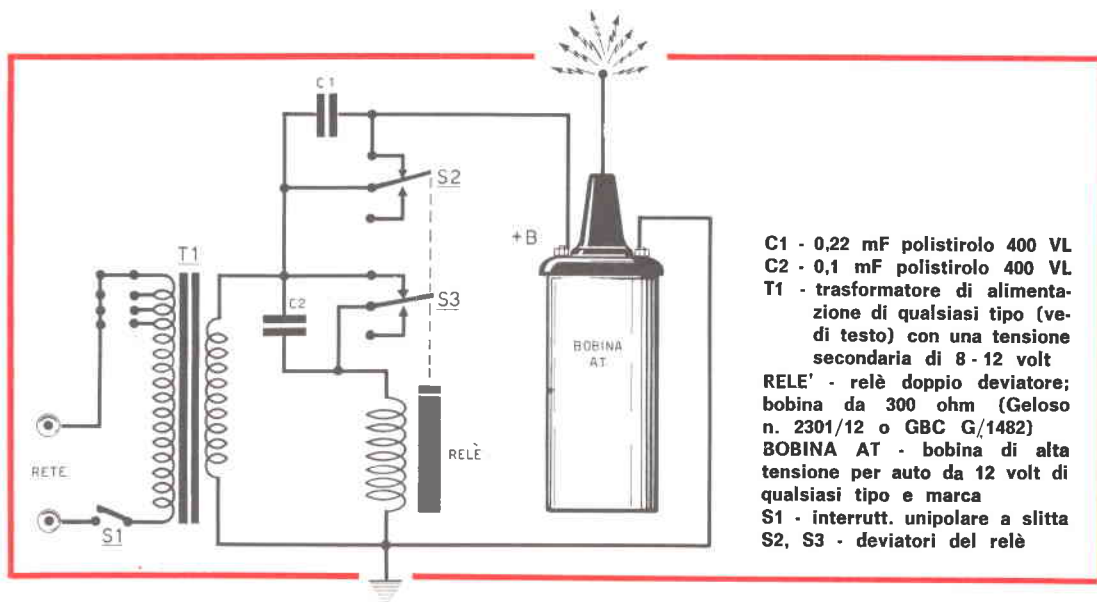 C1
S2
+B
T1
C2
S3
BOBINA
AT
RELÈ
RETE
S1
C1 - 0,22 mF polistirolo 400 VL
C2 - 0,1 mF polistirolo 400 VL
T1 - trasformatore di alimenta-
zione di qualsiasi tipo (ve-
di testo) con una tensione
secondaria di 8 - 12 volt
RELE' - relè doppio deviatore;
bobina da 300 ohm (Geloso
n. 2301/12 o GBC G/1482)
BOBINA AT - bobina di alta
tensione per auto da 12 volt di
qualsiasi tipo e marca
S1 - interrutt. unipolare a slitta
S2, S3 - deviatori del relè